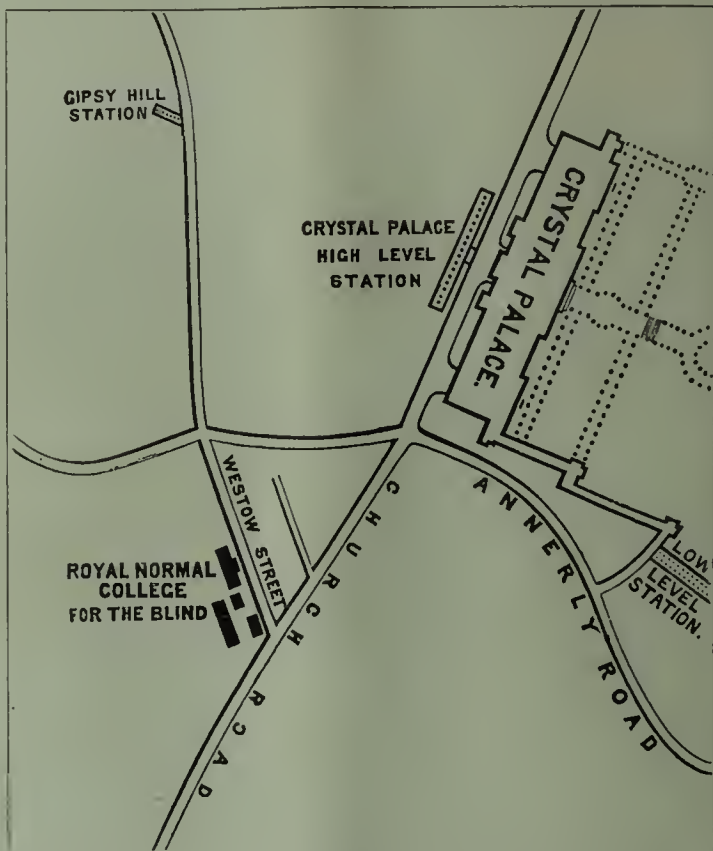 GIPSY HILL
STATION
CRYSTAL PALACE
HIGH LEVEL
STATION
CRYSTAL PALACE.
WESTOW STREET
CHURCH ROAD
ANNERLY ROAD
LOW
LEVEL
STATION.
ROYAL NORMAL
COLLEGE
FOR THE BLIND